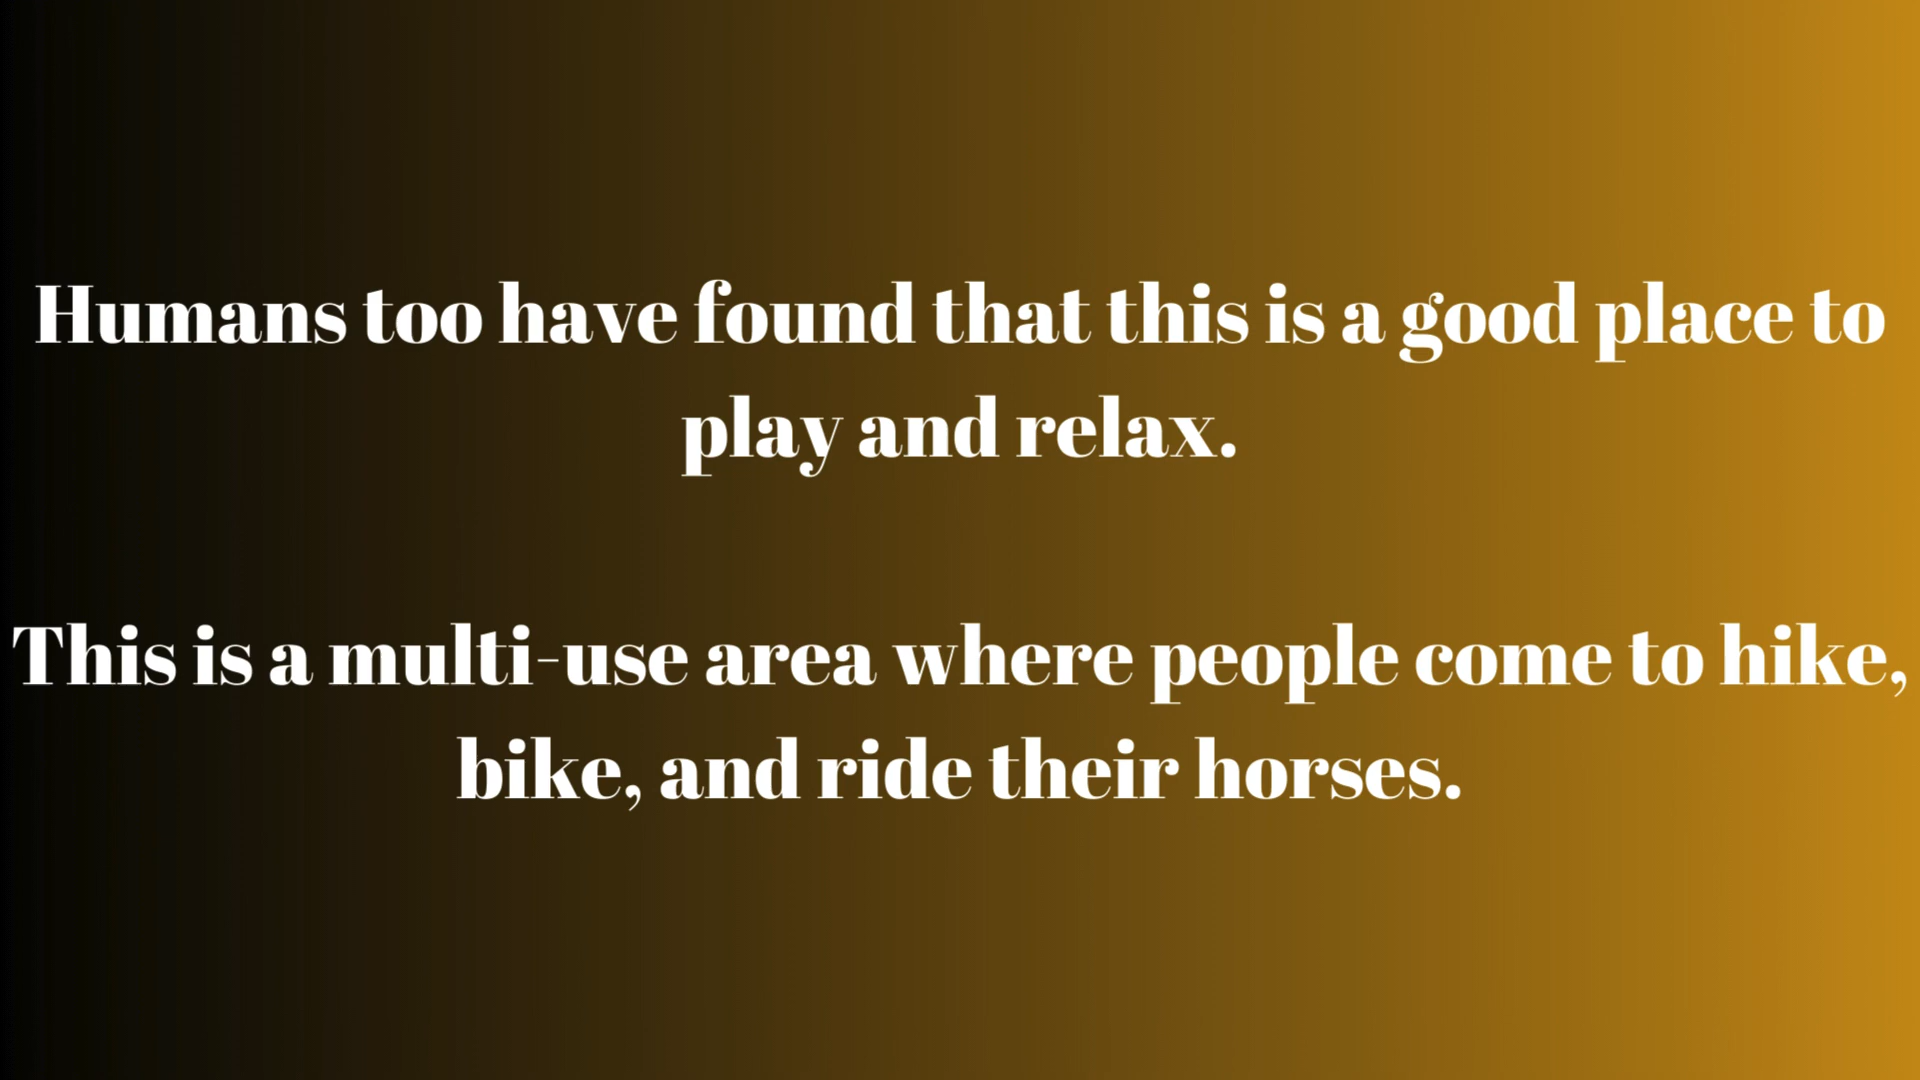 Humans too have found that this is a good place to
play and relax.
This is a multi-use area where people come to hike,
bike, and ride their horses.